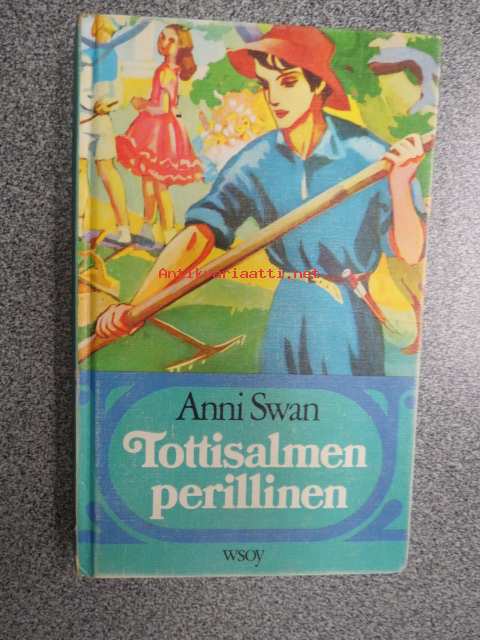 Antikvariaatti.net
Anni Swan
Tottisalmen
perillinen
WSOY